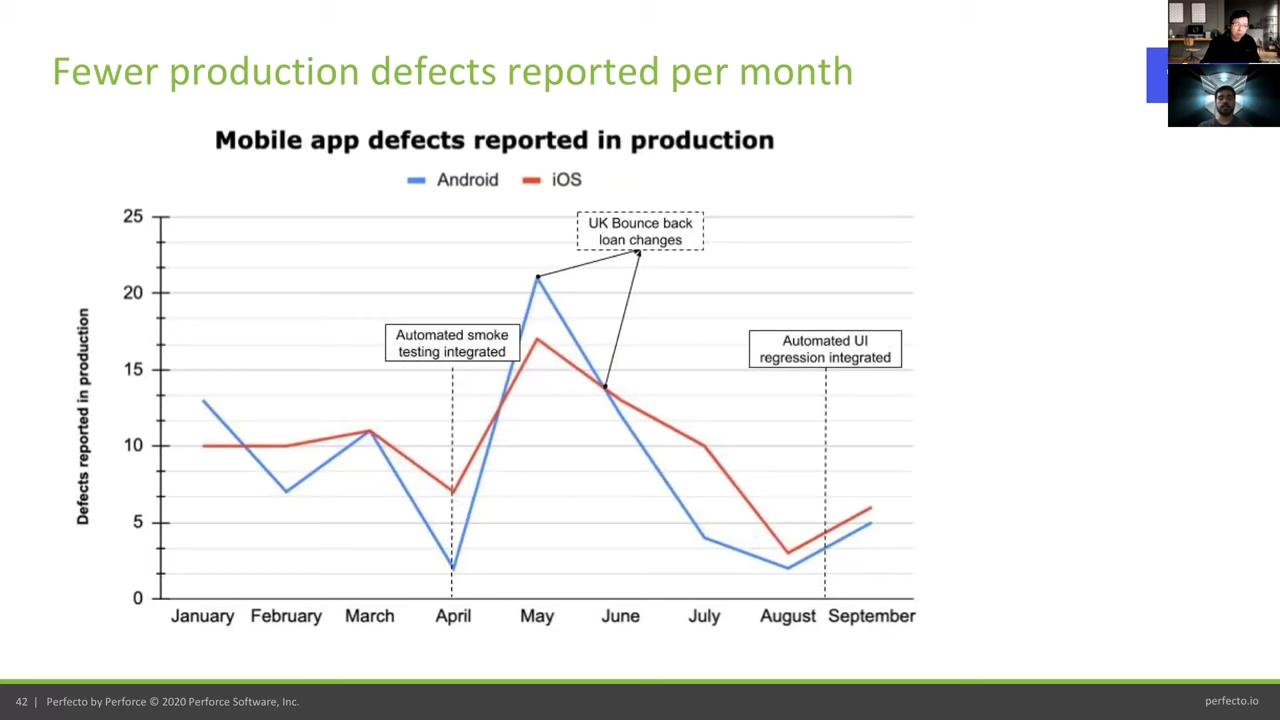 Fewer production defects reported per month
Mobile app defects reported in production
Android
iOS
UK Bounce back
loan changes
Automated smoke
testing integrated
Automated UI
regression integrated
Defects reported in production
25
20
15
10
5
0
January
February
March
April
May
June
July
August
September
42 | Perfecto by Perforce © 2020 Perforce Software, Inc.
perfecto.io